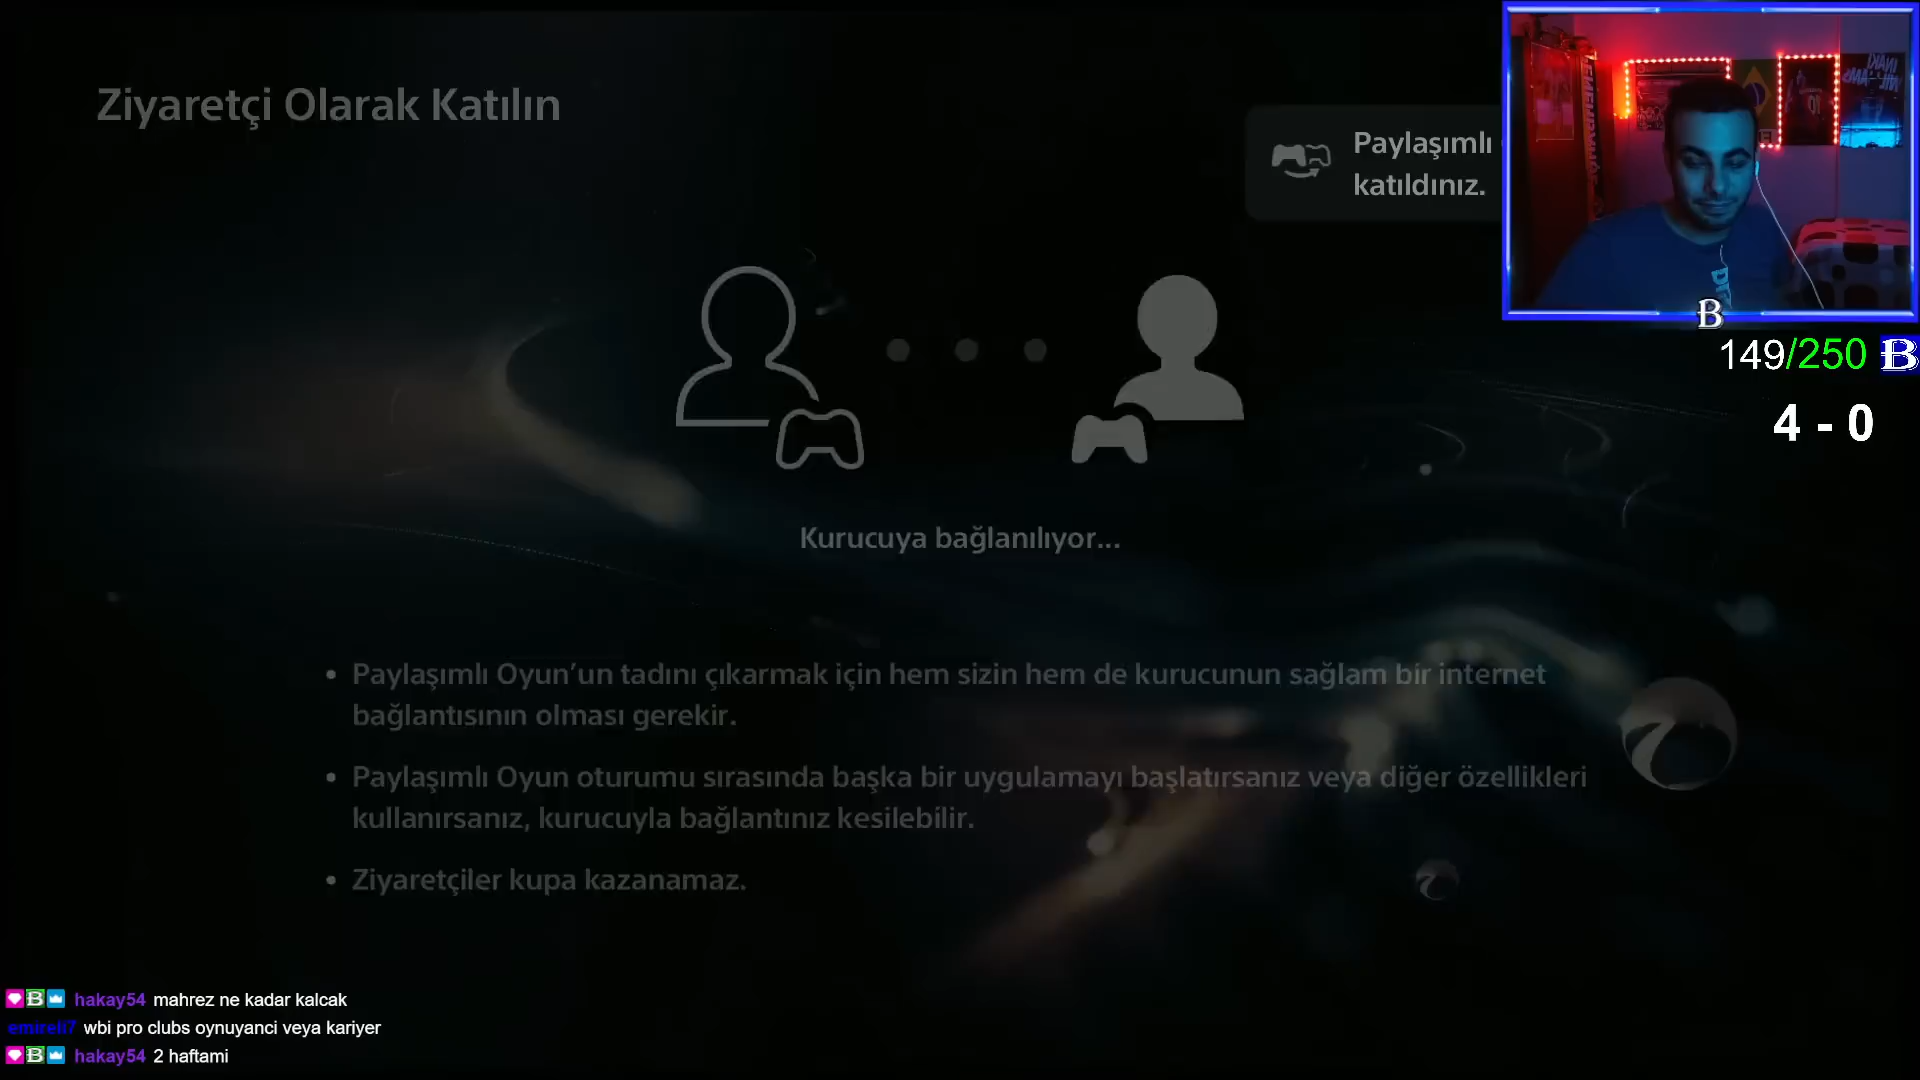 Ziyaretçi Olarak Katılın
Paylaşımlı
katıldınız.
B
149/250 B
4 - 0
Kurucuya bağlanılıyor...
• Paylaşımlı Oyun’un tadını çıkarmak için hem sizin hem de kurucunun sağlam bir internet
bağlantısının olması gerekir.
• Paylaşımlı Oyun oturumu sırasında başka bir uygulamayı başlatırsanız veya diğer özellikleri
kullanırsanız, kurucuyla bağlantınız kesilebilir.
• Ziyaretçiler kupa kazanamaz.
B hakay54 mahrez ne kadar kalcak
emireli7 wbi pro clubs oynuyanci veya kariyer
B hakay54 2 haftami